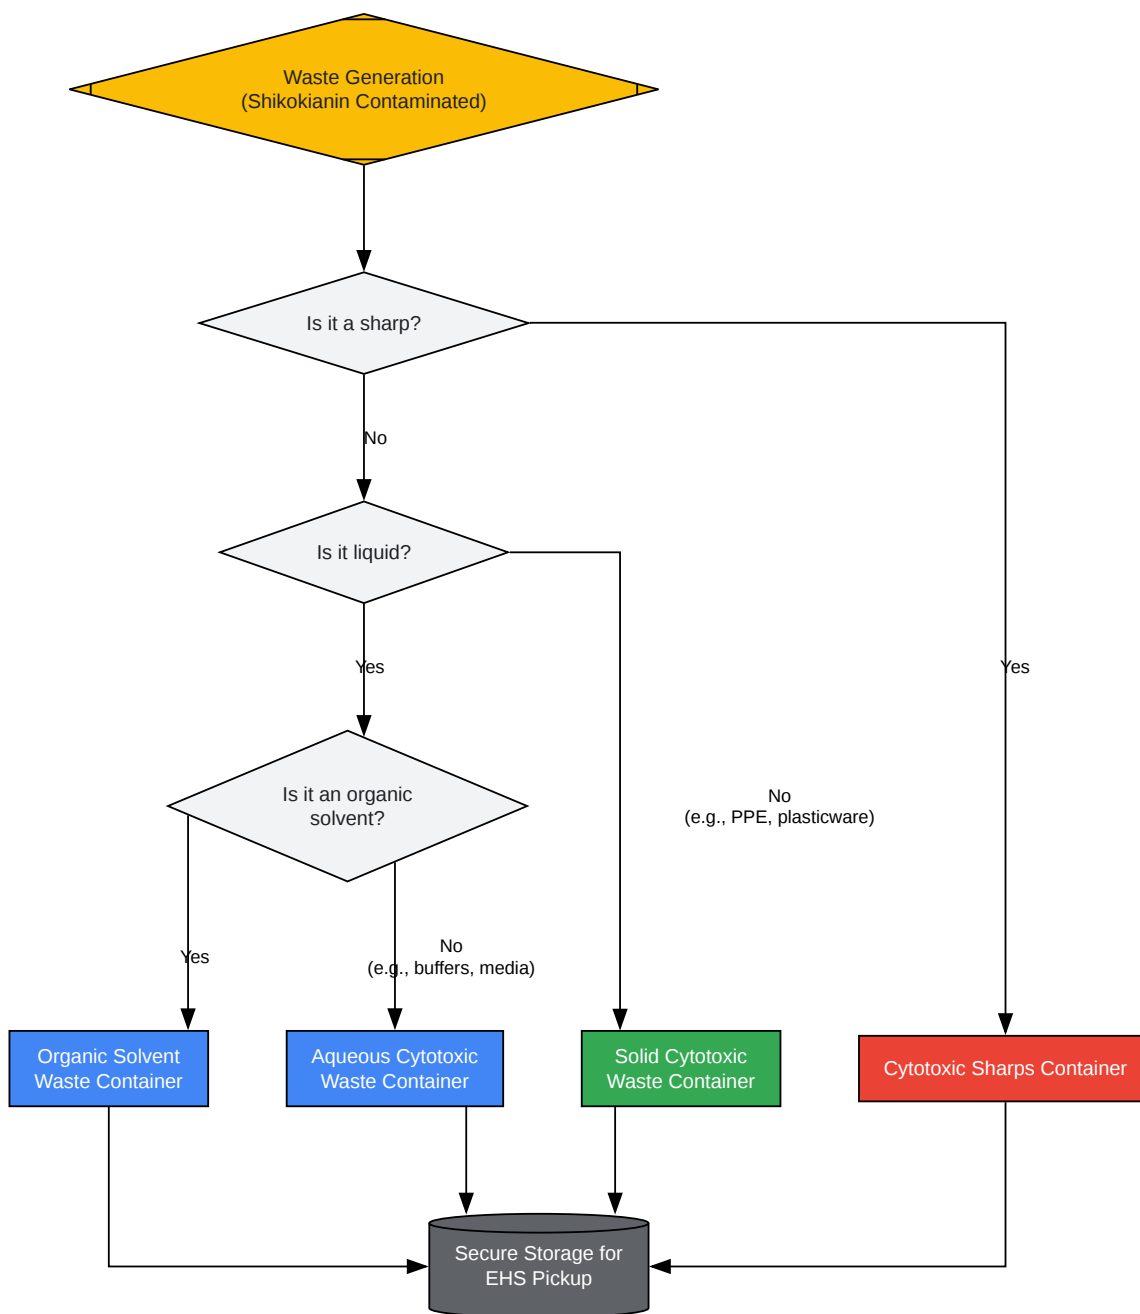 Waste Generation
(Shikokianin Contaminated)
Is it a sharp?
No
Is it liquid?
Yes
Yes
Is it an organic
solvent?
No
(e.g., PPE, plasticware)
Yes
No
(e.g., buffers, media)
Organic Solvent
Waste Container
Aqueous Cytotoxic
Waste Container
Solid Cytotoxic
Waste Container
Cytotoxic Sharps Container
Secure Storage for
EHS Pickup